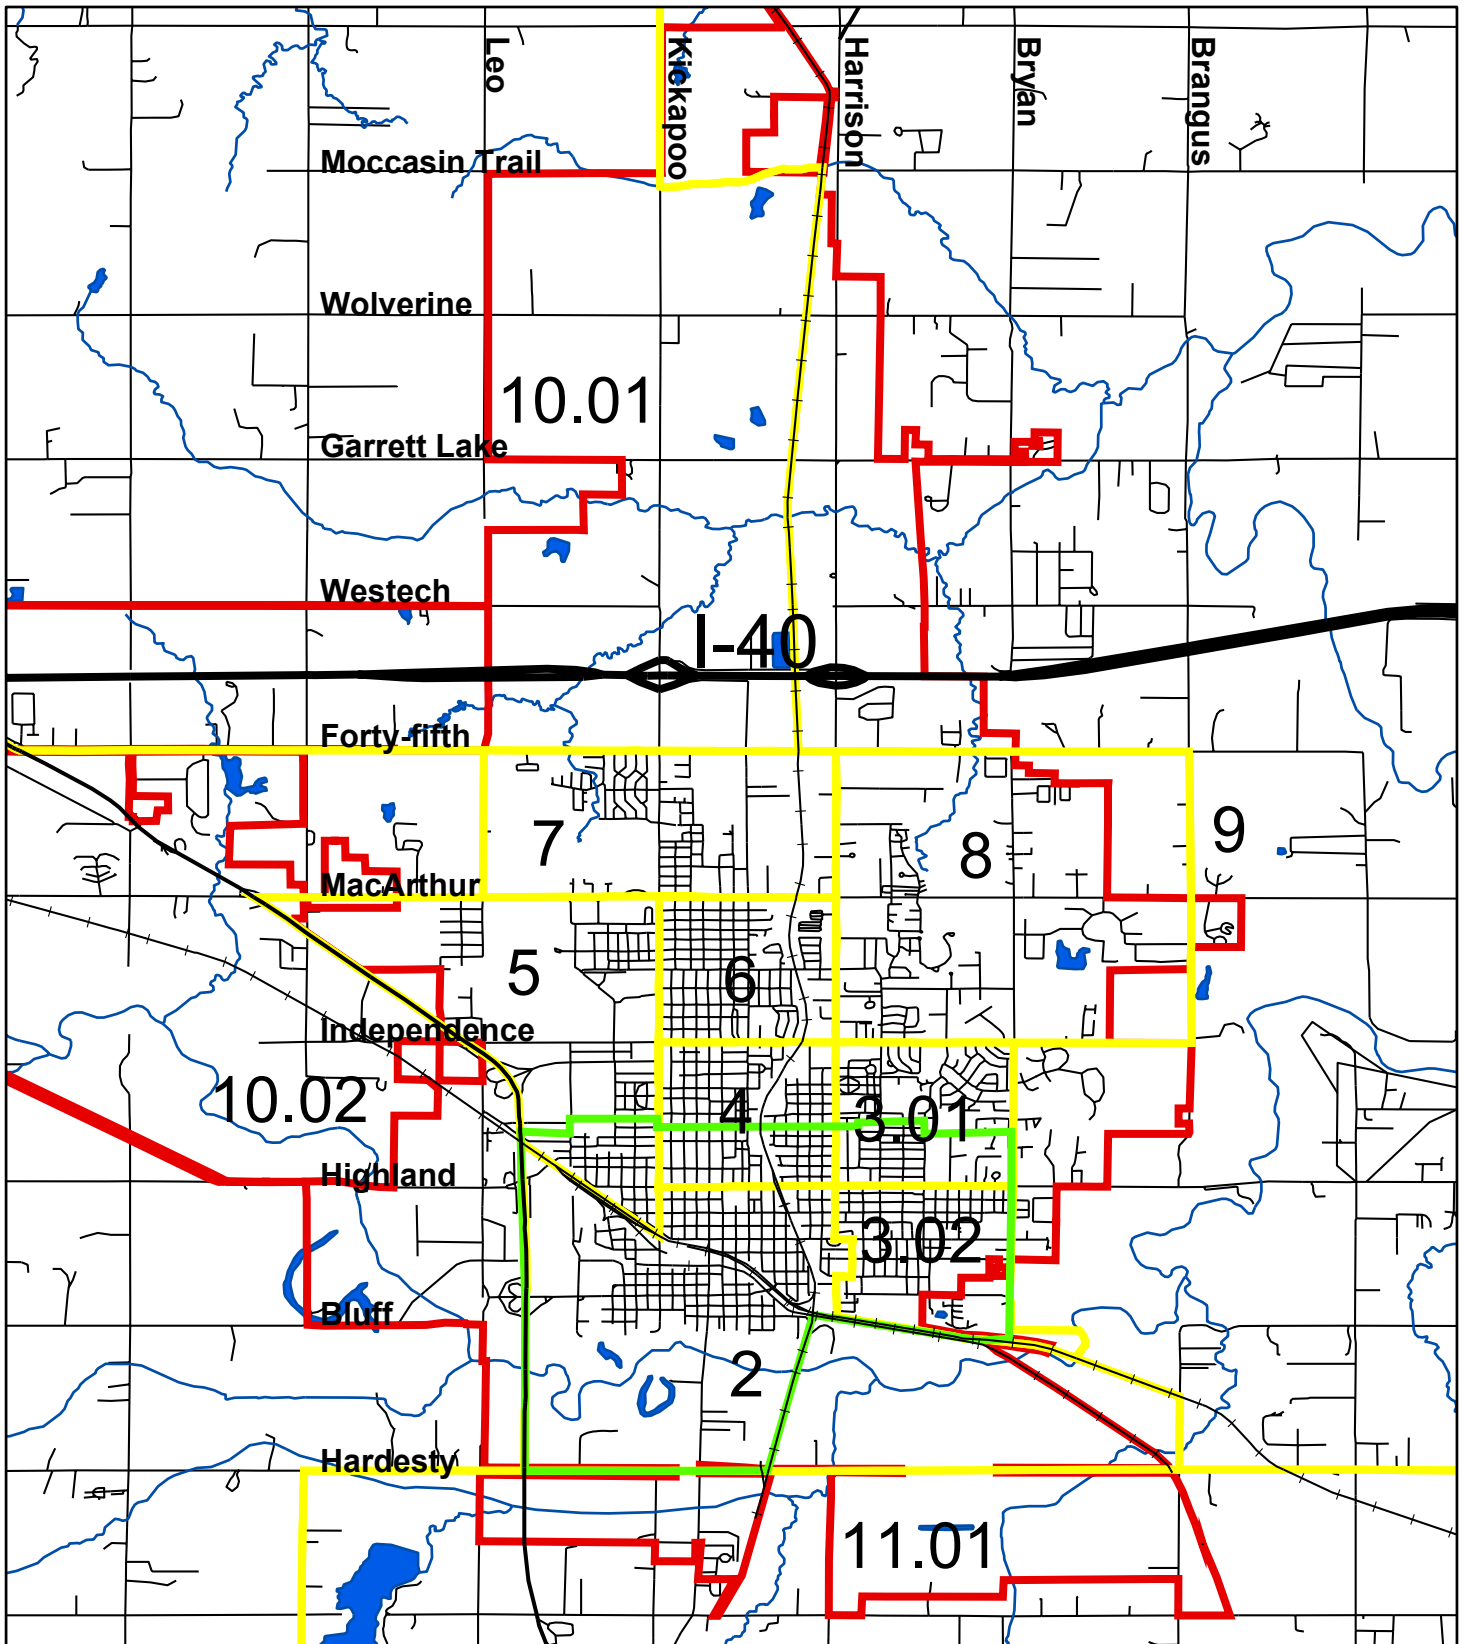 Leo
Kickapoo
Harrison
Bryan
Brangus
Moccasin Trail
Wolverine
10.01
Garrett Lake
Westech
I-40
Forty-fifth
7
8
9
MacArthur
5
6
Independence
10.02
4
3.01
Highland
3.02
Bluff
2
Hardesty
11.01